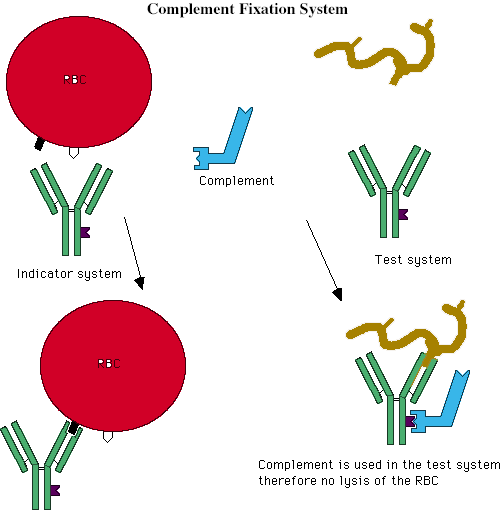 Complement Fixation System
RBC
Complement
Indicator system
Test system
RBC
Complement is used in the test system
therefore no lysis of the RBC